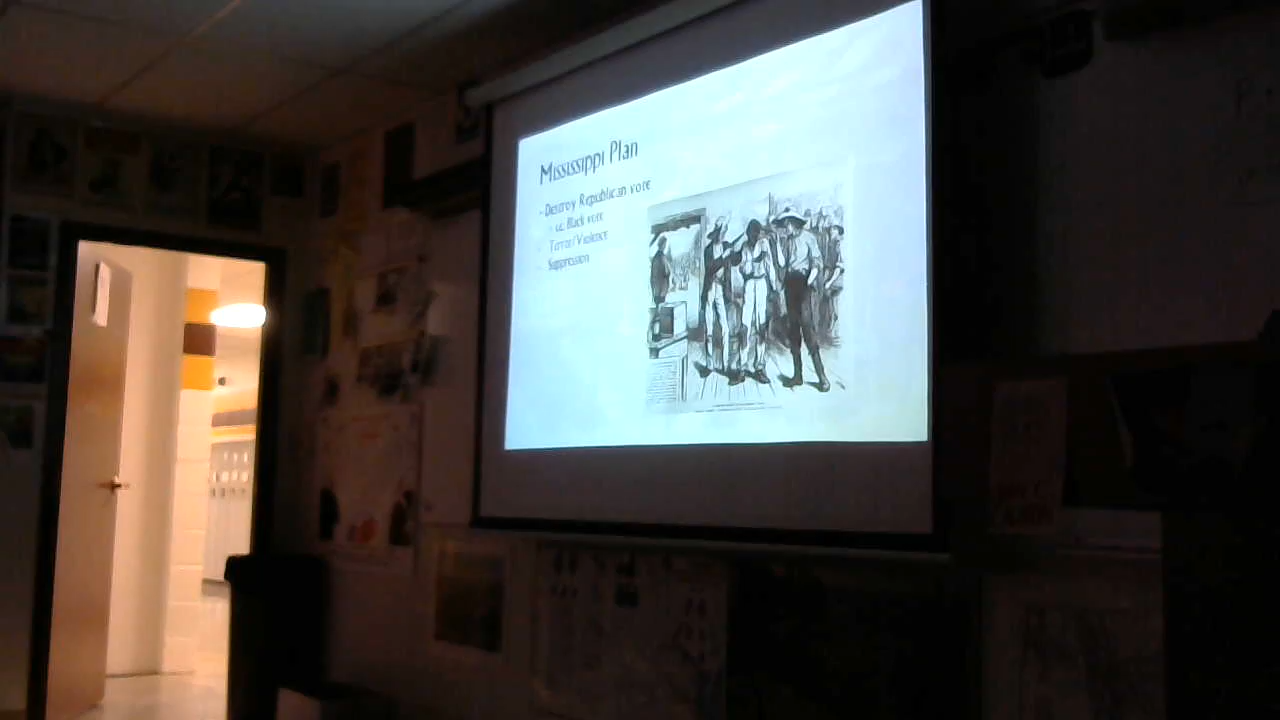 Mississippi Plan
- Destroy Republican vote
- i.e. Black vote
- Terror/Violence
- Suppression